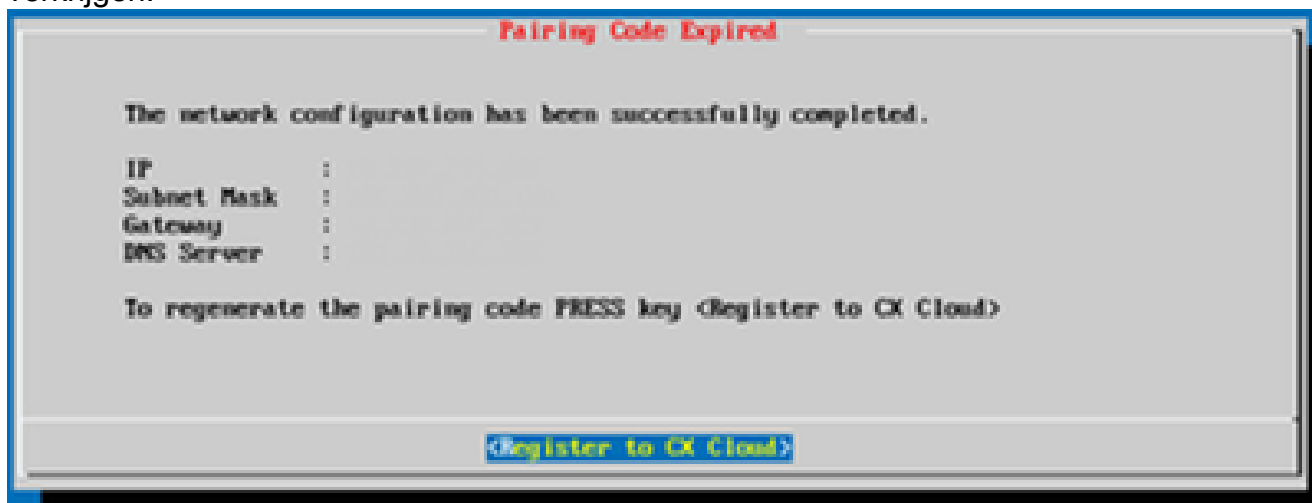 Pairing Code Expired
The network configuration has been successfully completed.
IP :
Subnet Mask :
Gateway :
DNS Server :
To regenerate the pairing code PRESS key <Register to CX Cloud>
<Register to CX Cloud>